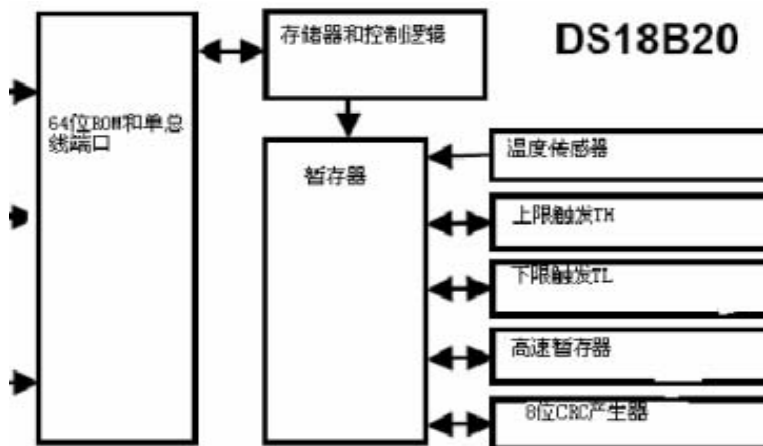 存储器和控制逻辑
DS18B20
64位ROM和单总
线端口
暂存器
温度传感器
上限触发TH
下限触发TL
高速暂存器
8位CRC产生器